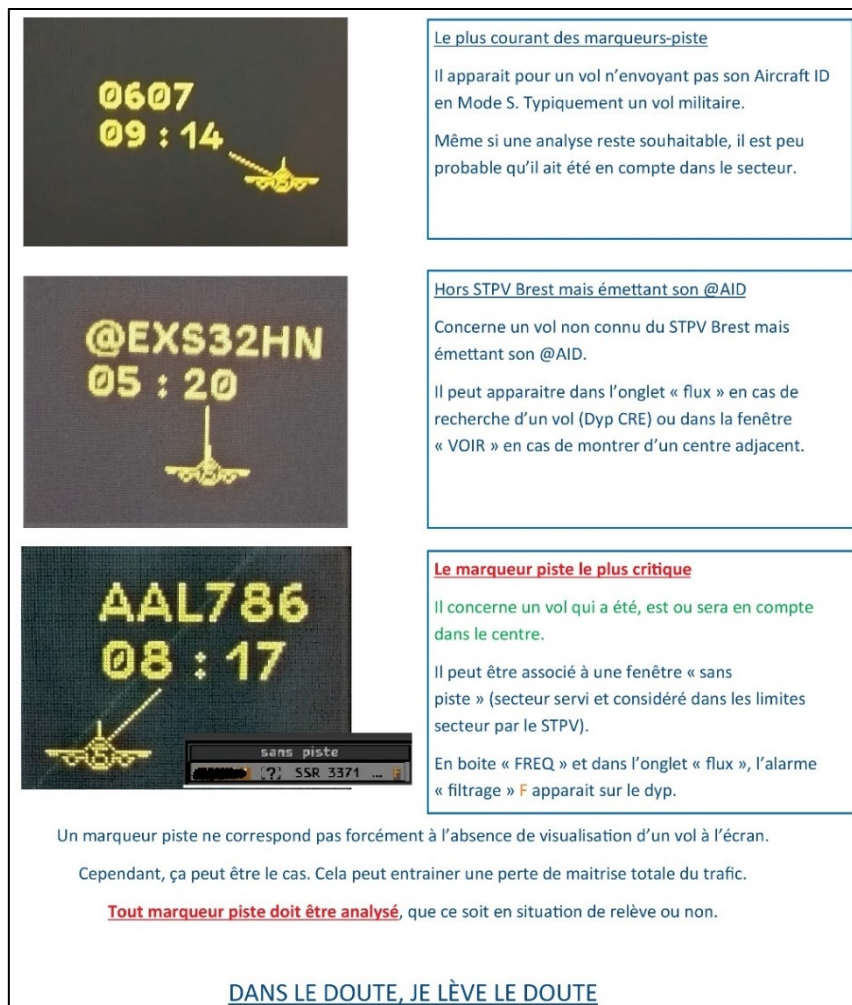 0607
09 : 14
Le plus courant des marqueurs-piste
Il apparait pour un vol n’envoyant pas son Aircraft ID
en Mode S. Typiquement un vol militaire.
Même si une analyse reste souhaitable, il est peu
probable qu’il ait été en compte dans le secteur.
@EXS32HN
05 : 20
Hors STPV Brest mais émettant son @AID
Concerne un vol non connu du STPV Brest mais
émettant son @AID.
Il peut apparaitre dans l’onglet « flux » en cas de
recherche d’un vol (Dyp CRE) ou dans la fenêtre
« VOIR » en cas de montrer d’un centre adjacent.
AAL786
08 : 17
sans piste
[?] SSR 3371 ... F
Le marqueur piste le plus critique
Il concerne un vol qui a été, est ou sera en compte
dans le centre.
Il peut être associé à une fenêtre « sans
piste » (secteur servi et considéré dans les limites
secteur par le STPV).
En boite « FREQ » et dans l’onglet « flux », l’alarme
« filtrage » F apparait sur le dyp.
Un marqueur piste ne correspond pas forcément à l’absence de visualisation d’un vol à l’écran.
Cependant, ça peut être le cas. Cela peut entrainer une perte de maitrise totale du trafic.
Tout marqueur piste doit être analysé, que ce soit en situation de relève ou non.
DANS LE DOUTE, JE LÈVE LE DOUTE